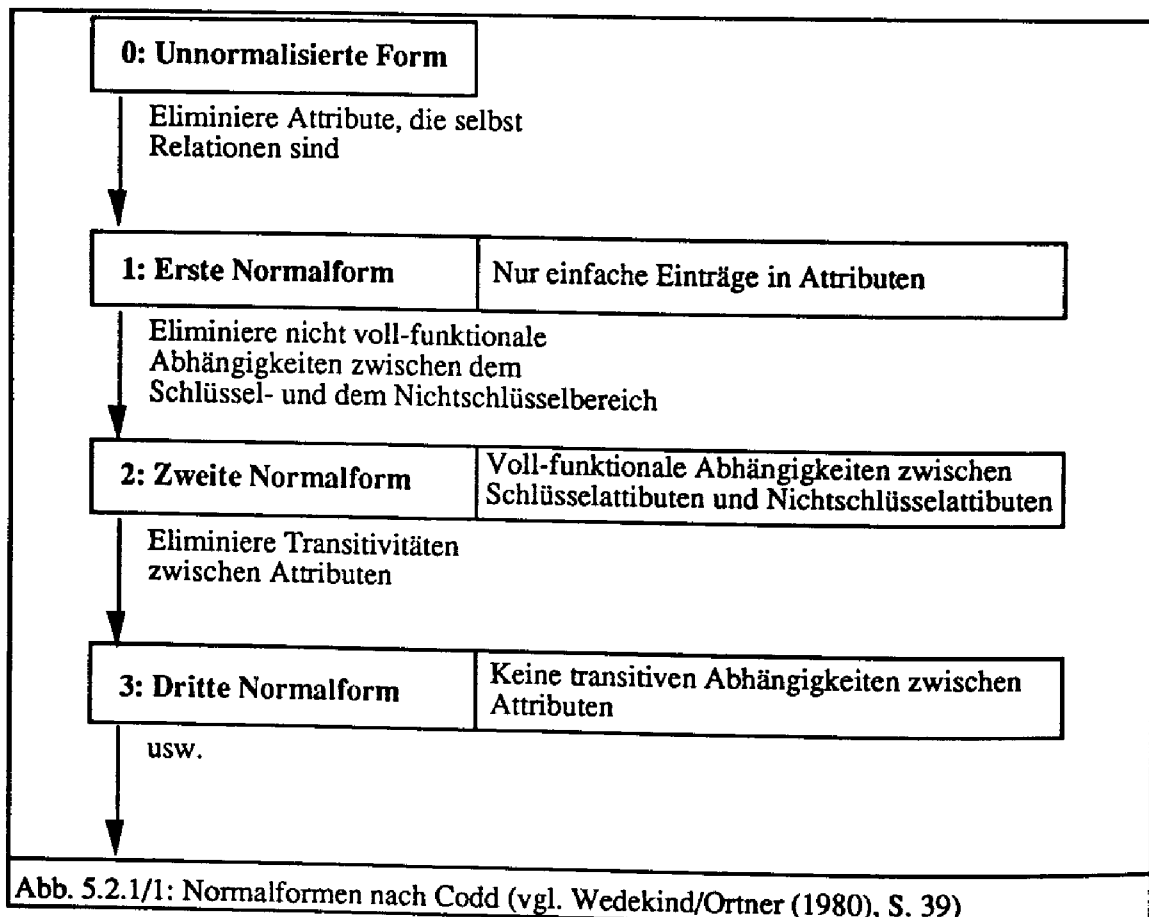 0: Unnormalisierte Form
Eliminiere Attribute, die selbst
Relationen sind
1: Erste Normalform
Nur einfache Einträge in Attributen
Eliminiere nicht voll-funktionale
Abhängigkeiten zwischen dem
Schlüssel- und dem Nichtschlüsselbereich
2: Zweite Normalform
Voll-funktionale Abhängigkeiten zwischen
Schlüsselattibuten und Nichtschlüsselattibuten
Eliminiere Transitivitäten
zwischen Attributen
3: Dritte Normalform
Keine transitiven Abhängigkeiten zwischen
Attributen
usw.
Abb. 5.2.1/1: Normalformen nach Codd (vgl. Wedekind/Ortner (1980), S. 39)